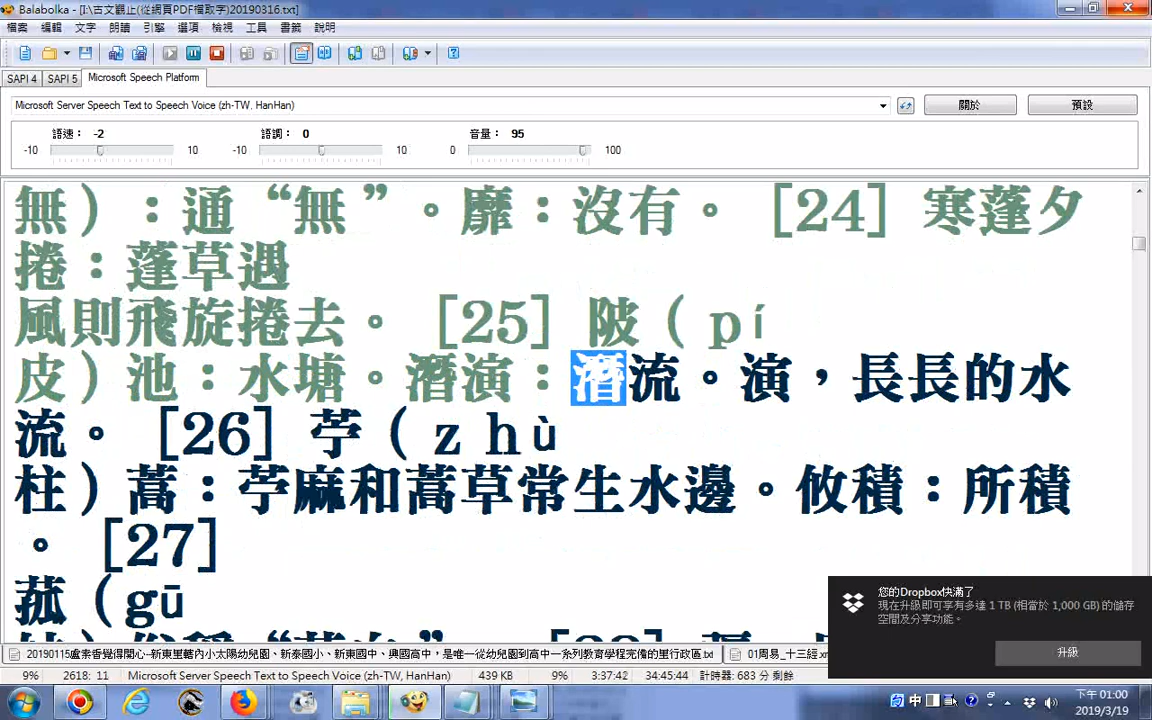 Balabolka - [I:\古文觀止(從網頁PDF擷取字)20190316.txt]
檔案 編輯 文字 朗讀 引擎 選項 檢視 工具 書籤 說明
SAPI 4 SAPI 5 Microsoft Speech Platform
Microsoft Server Speech Text to Speech Voice (zh-TW, HanHan)
關於 預設
語速： -2 語調： 0 音量： 95
-10 10 -10 10 0 100
無）：通“無”。靡：沒有。［24］寒蓬夕
捲：蓬草遇
風則飛旋捲去。［25］陂（pí
皮）池：水塘。濳演：濳流。演，長長的水
流。［26］苧（zhù
柱）蒿：苧麻和蒿草常生水邊。攸積：所積
。［27］
菰（gū
您的Dropbox快滿了
現在升級即可享有多達 1 TB (相當於 1,000 GB) 的儲存
空間及分享功能。
升級
20190115盧素香覺得開心--新東里轄內小太陽幼兒園、新泰國小、新東國中、興國高中，是唯一從幼兒園到高中一系列教育學程完備的里行政區.txt 01周易_十三經.xm
9% 2618: 11 Microsoft Server Speech Text to Speech Voice (zh-TW, HanHan) 439 KB 9% 3:37:42 34:45:44 計時器: 683 分 剩餘
中
下午 01:00
2019/3/19